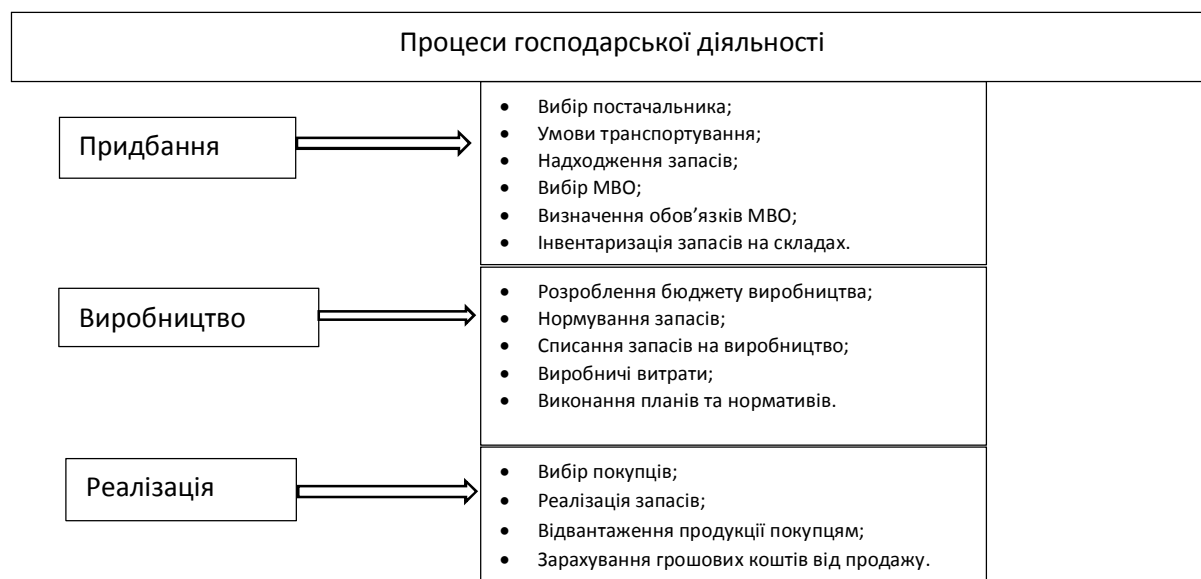 Процеси господарської діяльності
Придбання
• Вибір постачальника;
• Умови транспортування;
• Надходження запасів;
• Вибір МВО;
• Визначення обов’язків МВО;
• Інвентаризація запасів на складах.
Виробництво
• Розроблення бюджету виробництва;
• Нормування запасів;
• Списання запасів на виробництво;
• Виробничі витрати;
• Виконання планів та нормативів.
Реалізація
• Вибір покупців;
• Реалізація запасів;
• Відвантаження продукції покупцям;
• Зарахування грошових коштів від продажу.